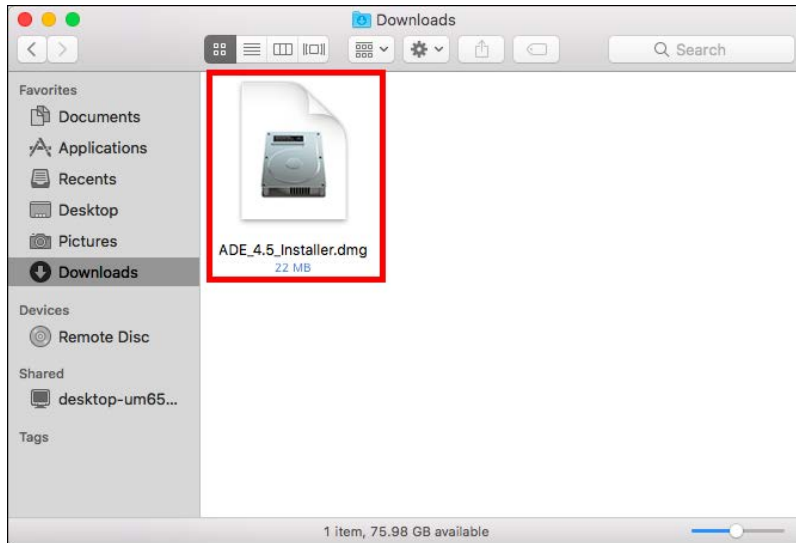 Downloads
Search
Favorites
Documents
Applications
Recents
Desktop
Pictures
Downloads
Devices
Remote Disc
Shared
desktop-um65...
Tags
ADE_4.5_Installer.dmg
22 MB
1 item, 75.98 GB available